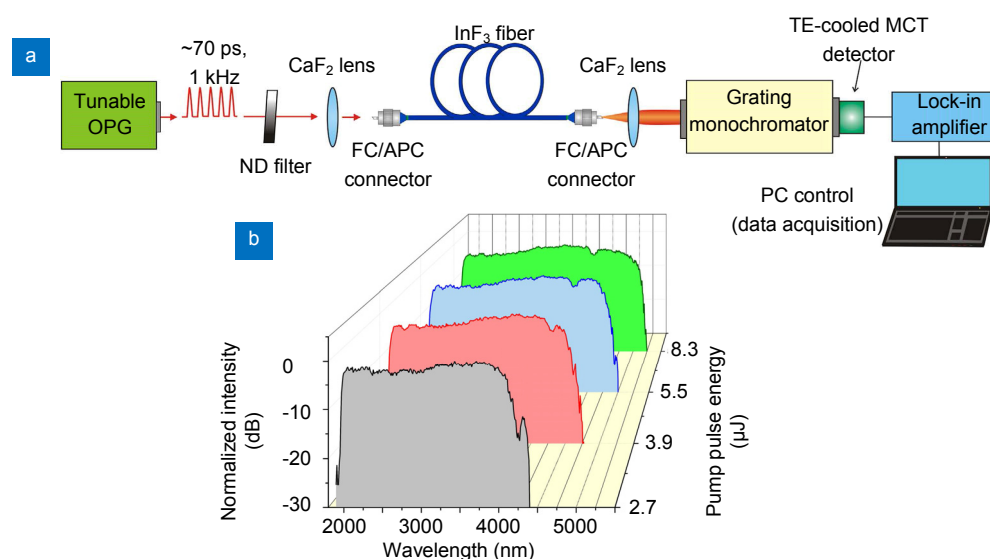 a
Tunable
OPG
~70 ps,
1 kHz
ND filter
CaF₂ lens
FC/APC
connector
InF₃ fiber
FC/APC
connector
CaF₂ lens
Grating
monochromator
TE-cooled MCT
detector
Lock-in
amplifier
PC control
(data acquisition)
b
Normalized intensity
(dB)
0
-10
-20
-30
2000 3000 4000 5000
Wavelength (nm)
2.7
3.9
5.5
8.3
Pump pulse energy
(µJ)